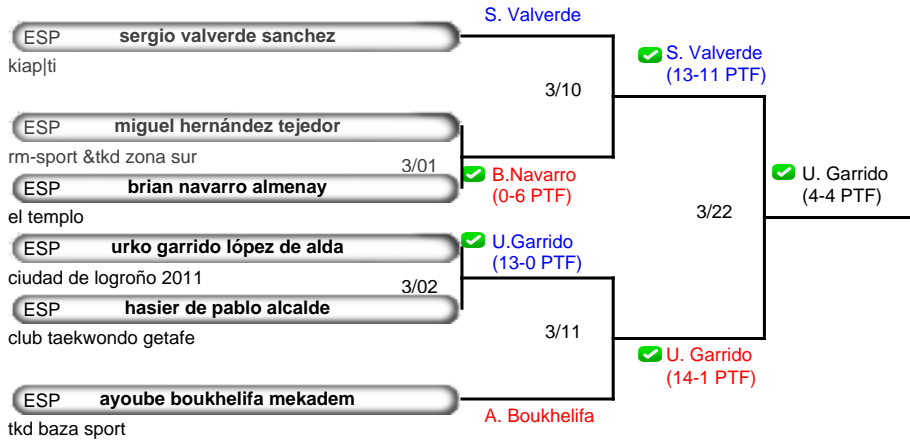 S. Valverde
ESP sergio valverde sanchez
kiap|ti
3/10
S. Valverde
(13-11 PTF)
ESP miguel hernández tejedor
rm-sport &tkd zona sur
3/01
B.Navarro
(0-6 PTF)
ESP brian navarro almenay
el templo
3/22
U. Garrido
(4-4 PTF)
ESP urko garrido lópez de alda
ciudad de logroño 2011
U.Garrido
(13-0 PTF)
3/02
ESP hasier de pablo alcalde
club taekwondo getafe
3/11
U. Garrido
(14-1 PTF)
ESP ayoube boukhelifa mekadem
tkd baza sport
A. Boukhelifa